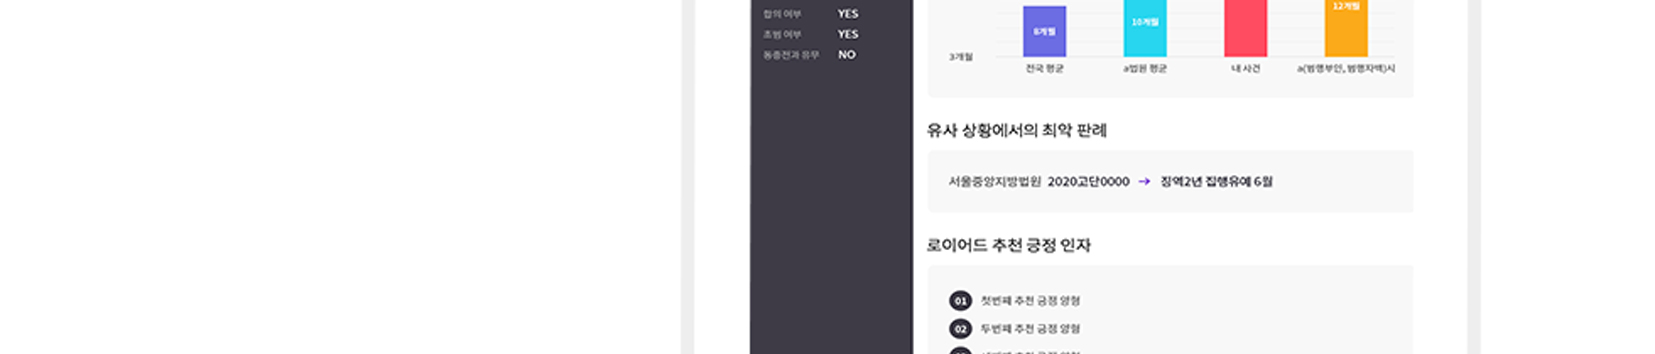 합의 여부 YES
초범 여부 YES
동종전과 유무 NO
8개월
10개월
12개월
3개월
전국 평균
a법원 평균
내 사건
a(범행부인, 범행자백)시
유사 상황에서의 최악 판례
서울중앙지방법원 2020고단0000 → 징역2년 집행유예 6월
로이어드 추천 긍정 인자
01 첫번째 추천 긍정 양형
02 두번째 추천 긍정 양형